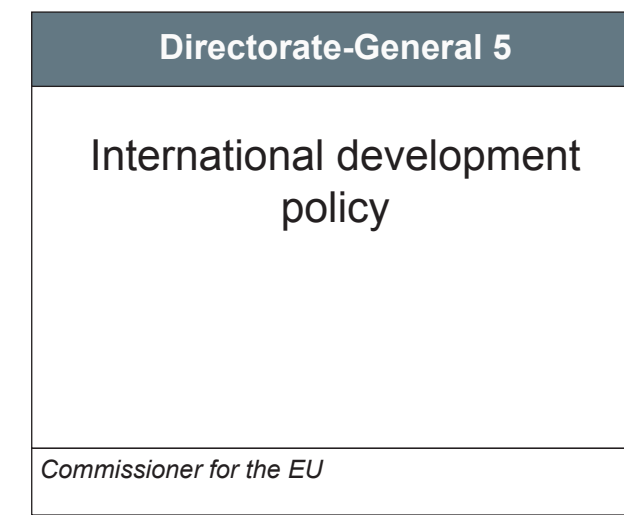 Directorate-General 5
International development
policy
Commissioner for the EU